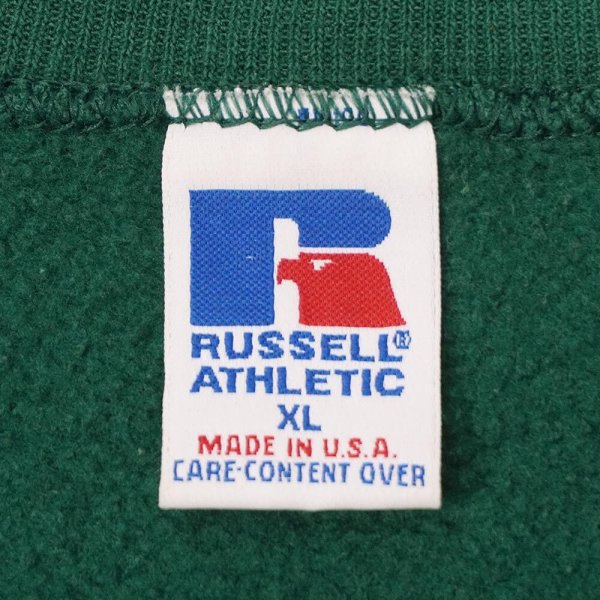 RUSSELL®
ATHLETIC
XL
MADE IN U.S.A.
CARE-CONTENT OVER